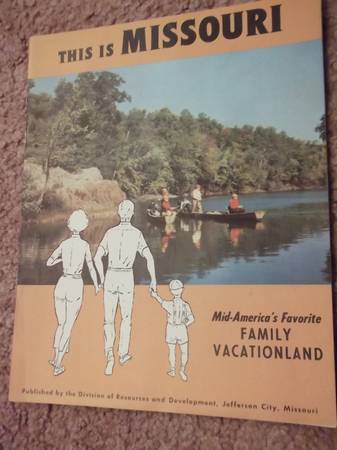 THIS IS MISSOURI
Mid-America's Favorite
FAMILY
VACATIONLAND
Published by the Division of Resources and Development, Jefferson City, Missouri